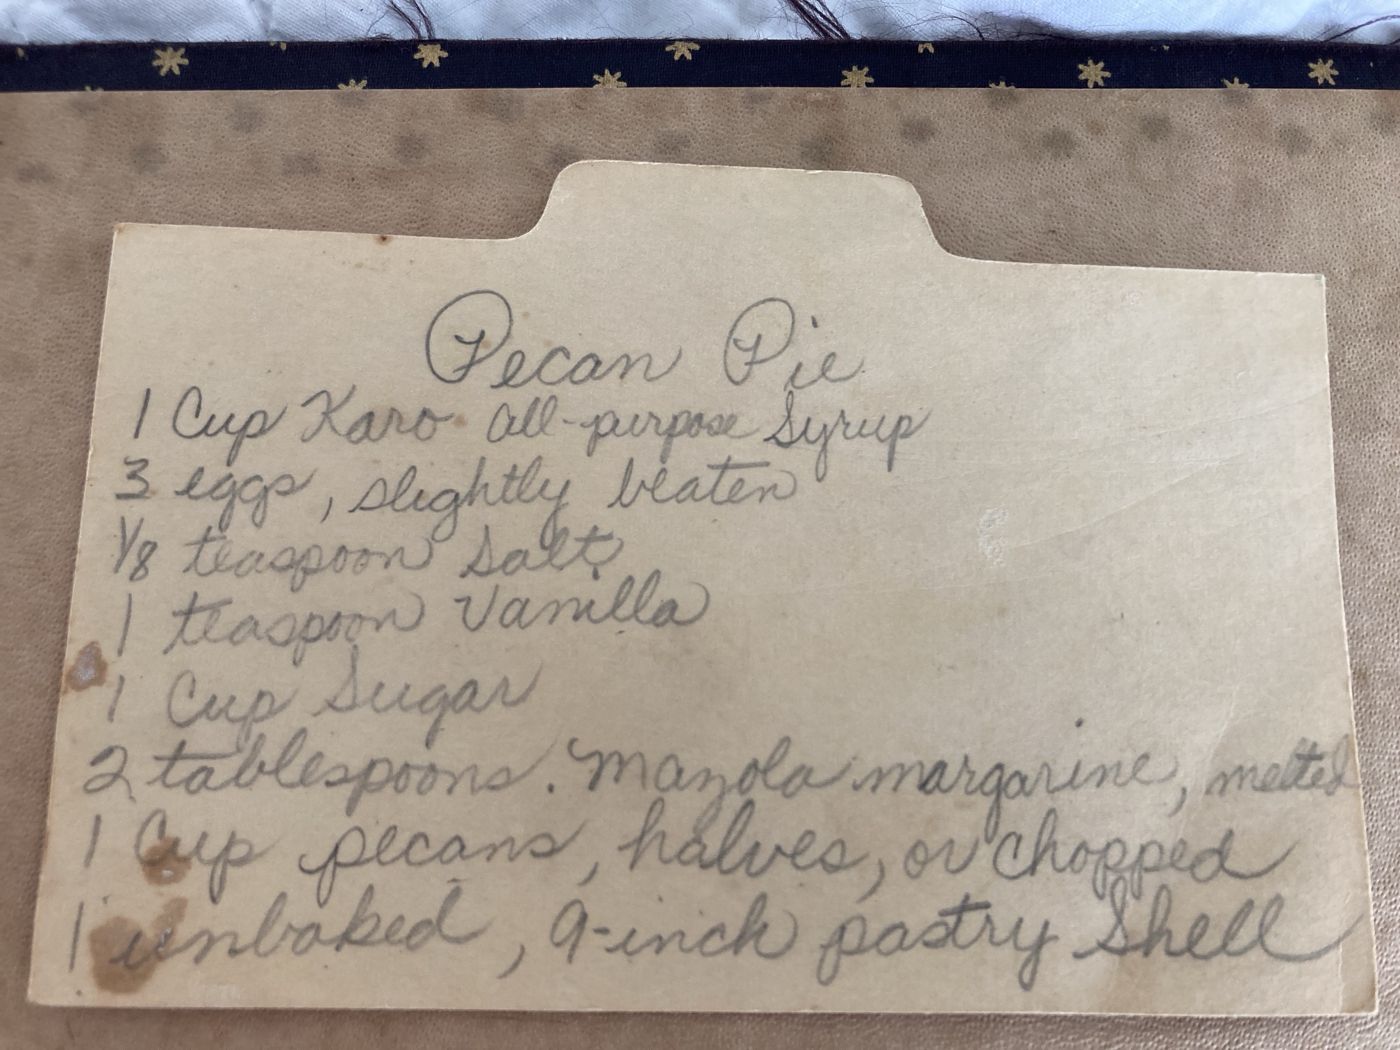 Pecan Pie
1 Cup Karo all-purpose Syrup
3 eggs, slightly beaten
1/8 teaspoon Salt
1 teaspoon Vanilla
1 Cup Sugar
2 tablespoons. Mazola margarine, melted
1 Cup pecans, halves, or chopped
1 unbaked, 9-inch pastry Shell